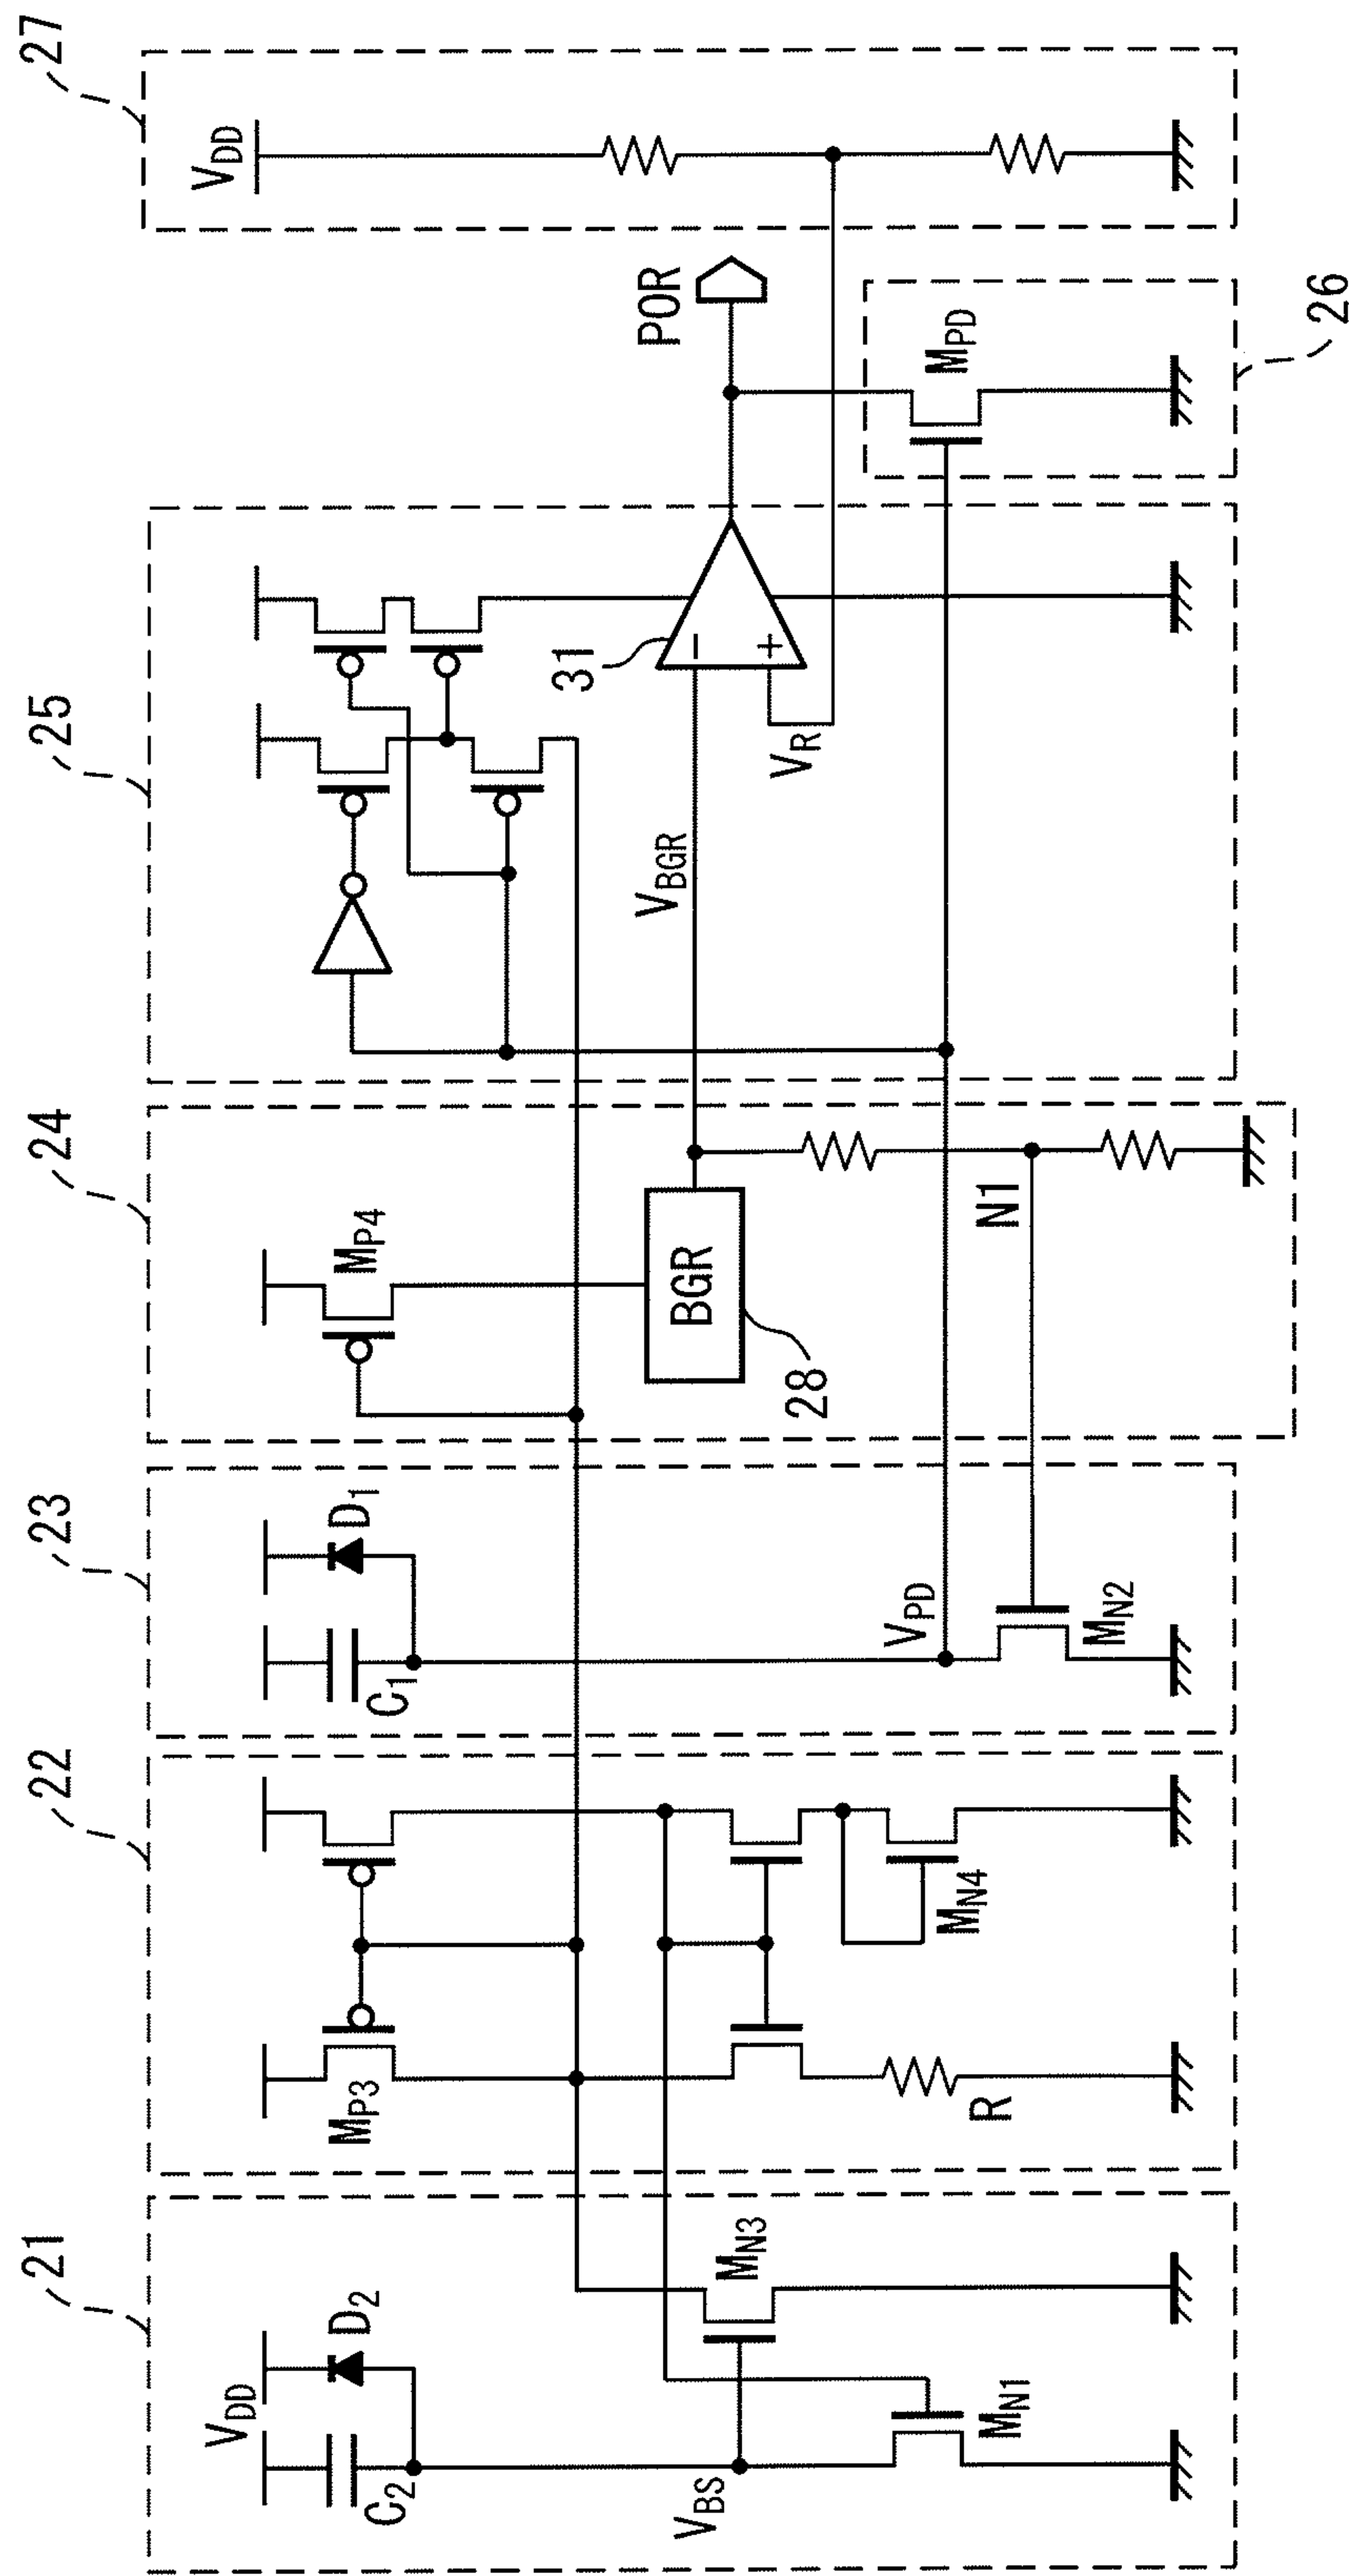 21
22
23
24
25
26
27
VDD
C2
D2
VBS
MN3
MN1
MP3
R
MN4
C1
D1
VPD
MN2
MP4
BGR
28
N1
VBGR
31
−
+
VR
POR
MPD
VDD